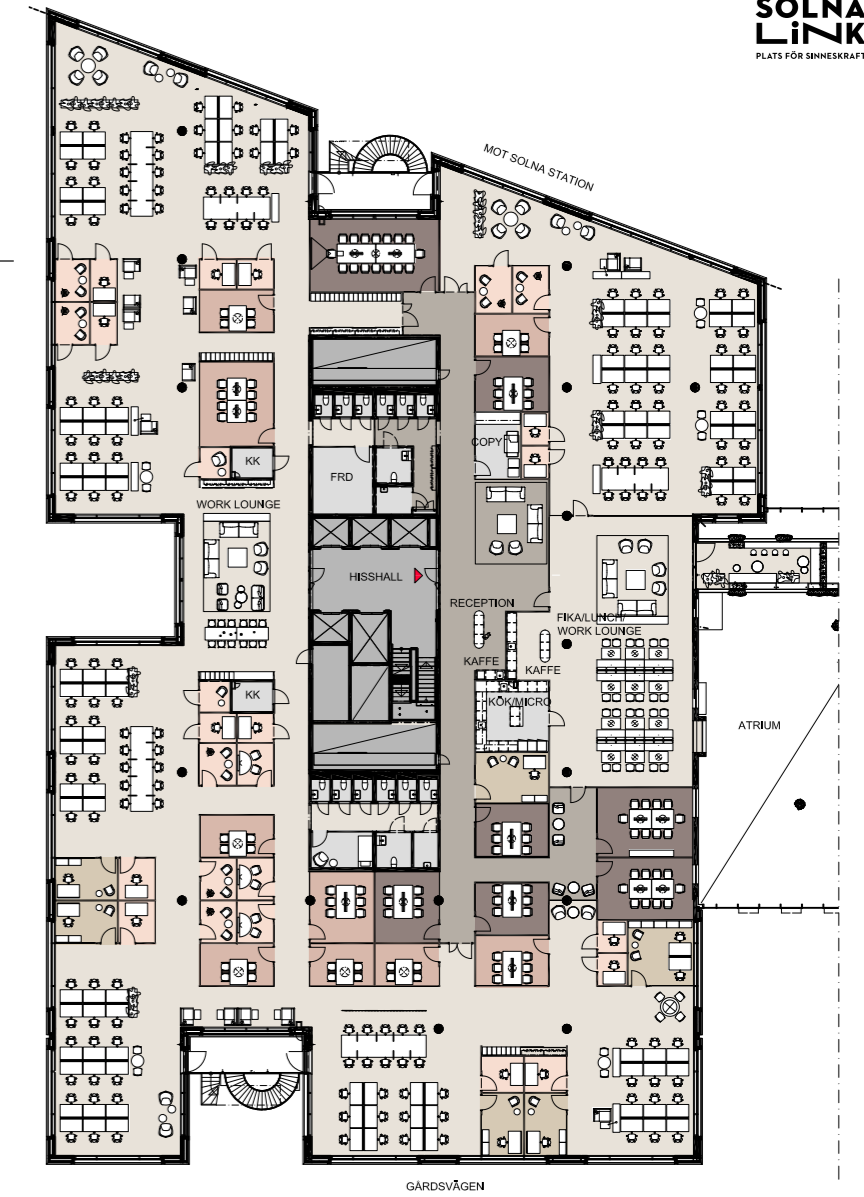 SOLNA
LiNK
PLATS FÖR SINNESKRAFT
MOT SOLNA STATION
COPY
KK
FRD
WORK LOUNGE
HISSHALL
RECEPTION
FIKA/LUNCH/
WORK LOUNGE
KAFFE
KAFFE
KK
KÖK/MICRO
ATRIUM
GÅRDSVÄGEN